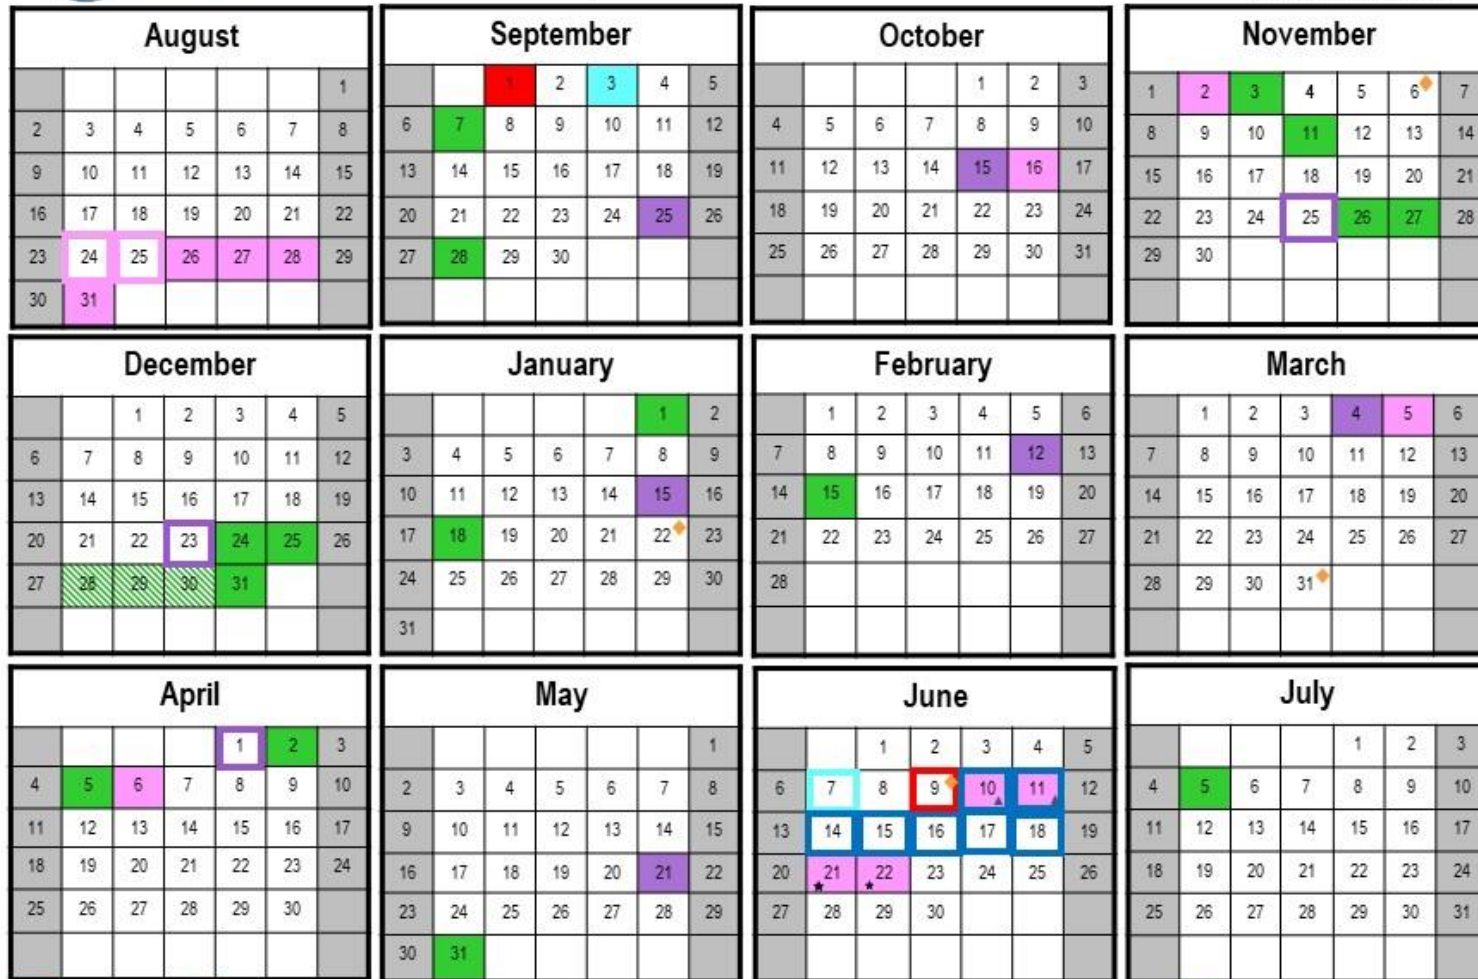 August
1
2 3 4 5 6 7 8
9 10 11 12 13 14 15
16 17 18 19 20 21 22
23 24 25 26 27 28 29
30 31
September
1 2 3 4 5
6 7 8 9 10 11 12
13 14 15 16 17 18 19
20 21 22 23 24 25 26
27 28 29 30
October
1 2 3
4 5 6 7 8 9 10
11 12 13 14 15 16 17
18 19 20 21 22 23 24
25 26 27 28 29 30 31
November
1 2 3 4 5 6 7
8 9 10 11 12 13 14
15 16 17 18 19 20 21
22 23 24 25 26 27 28
29 30
December
1 2 3 4 5
6 7 8 9 10 11 12
13 14 15 16 17 18 19
20 21 22 23 24 25 26
27 28 29 30 31
January
1 2
3 4 5 6 7 8 9
10 11 12 13 14 15 16
17 18 19 20 21 22 23
24 25 26 27 28 29 30
31
February
1 2 3 4 5 6
7 8 9 10 11 12 13
14 15 16 17 18 19 20
21 22 23 24 25 26 27
28
March
1 2 3 4 5 6
7 8 9 10 11 12 13
14 15 16 17 18 19 20
21 22 23 24 25 26 27
28 29 30 31
April
1 2 3
4 5 6 7 8 9 10
11 12 13 14 15 16 17
18 19 20 21 22 23 24
25 26 27 28 29 30
May
1
2 3 4 5 6 7 8
9 10 11 12 13 14 15
16 17 18 19 20 21 22
23 24 25 26 27 28 29
30 31
June
1 2 3 4 5
6 7 8 9 10 11 12
13 14 15 16 17 18 19
20 21 22 23 24 25 26
27 28 29 30
July
1 2 3
4 5 6 7 8 9 10
11 12 13 14 15 16 17
18 19 20 21 22 23 24
25 26 27 28 29 30 31